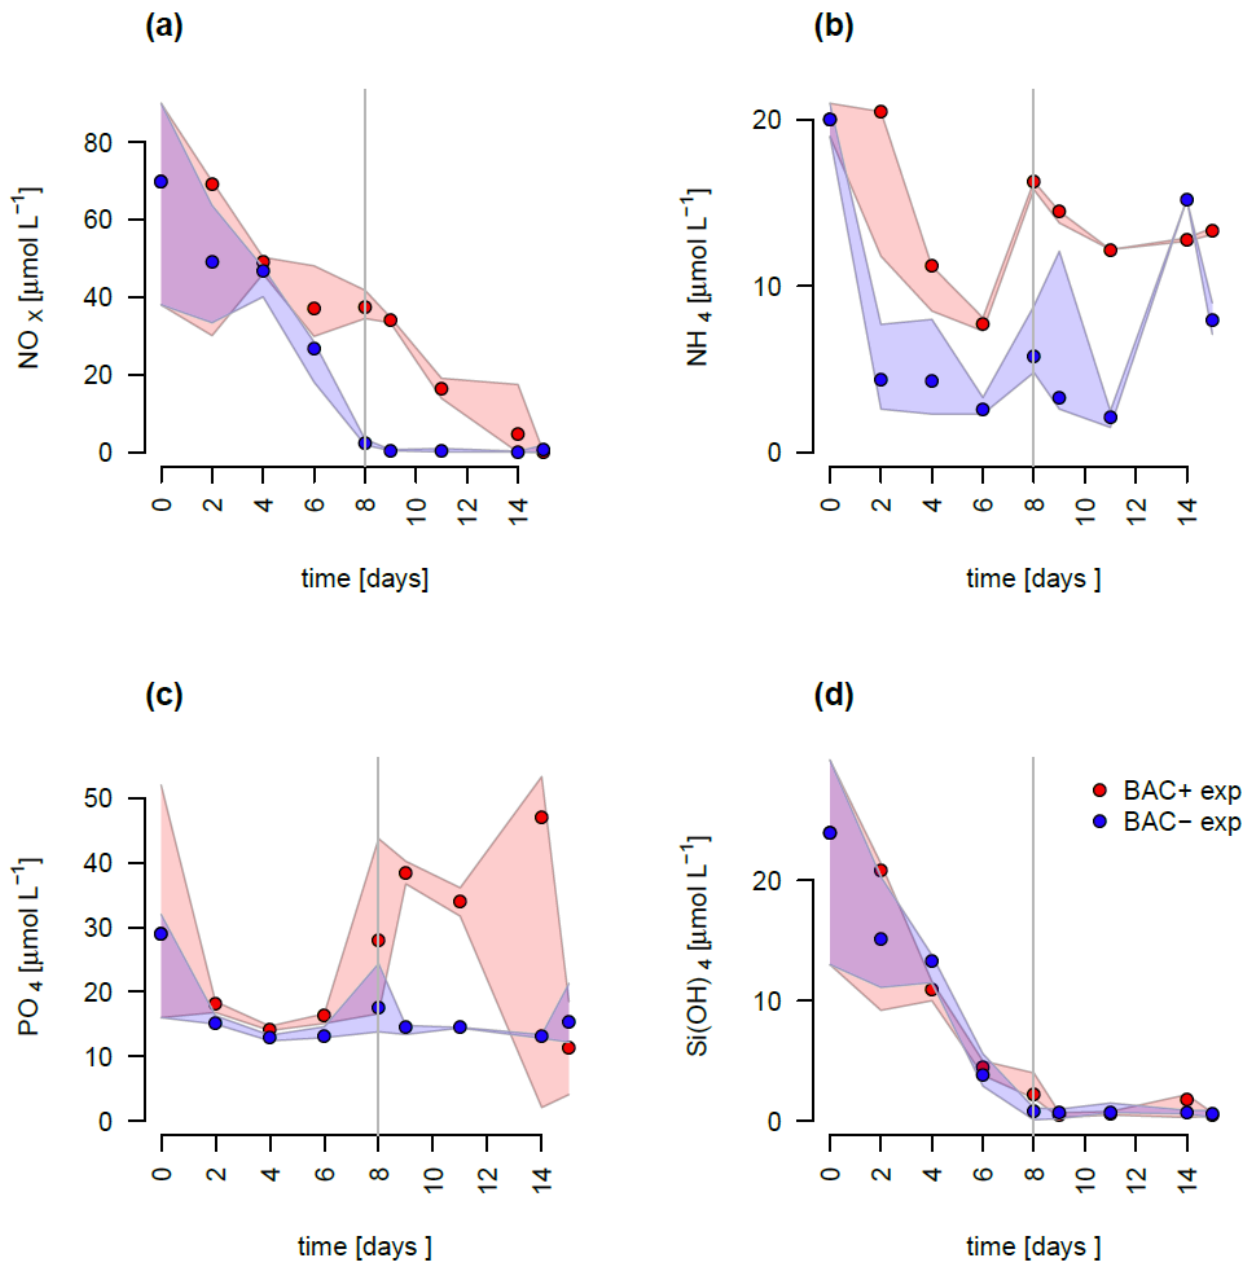 (a)
NO X [μmol L−1]
80
60
40
20
0
0 2 4 6 8 10 12 14
time [days]
(b)
NH 4 [μmol L−1]
20
10
0
0 2 4 6 8 10 12 14
time [days ]
(c)
PO 4 [μmol L−1]
50
40
30
20
10
0
0 2 4 6 8 10 12 14
time [days ]
(d)
Si(OH) 4 [μmol L−1]
20
10
0
BAC+ exp
BAC− exp
0 2 4 6 8 10 12 14
time [days ]